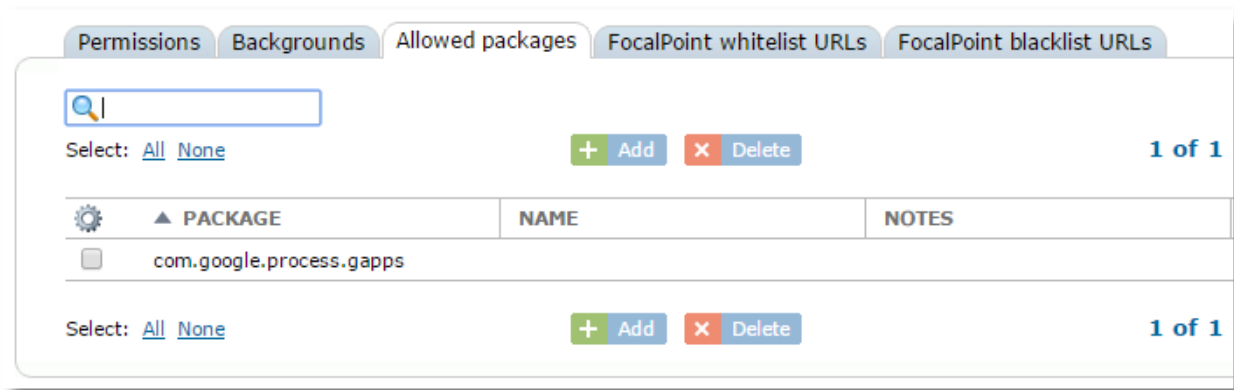 Permissions Backgrounds Allowed packages FocalPoint whitelist URLs FocalPoint blacklist URLs
Select: All None + Add × Delete 1 of 1
▲ PACKAGE NAME NOTES
com.google.process.gapps
Select: All None + Add × Delete 1 of 1